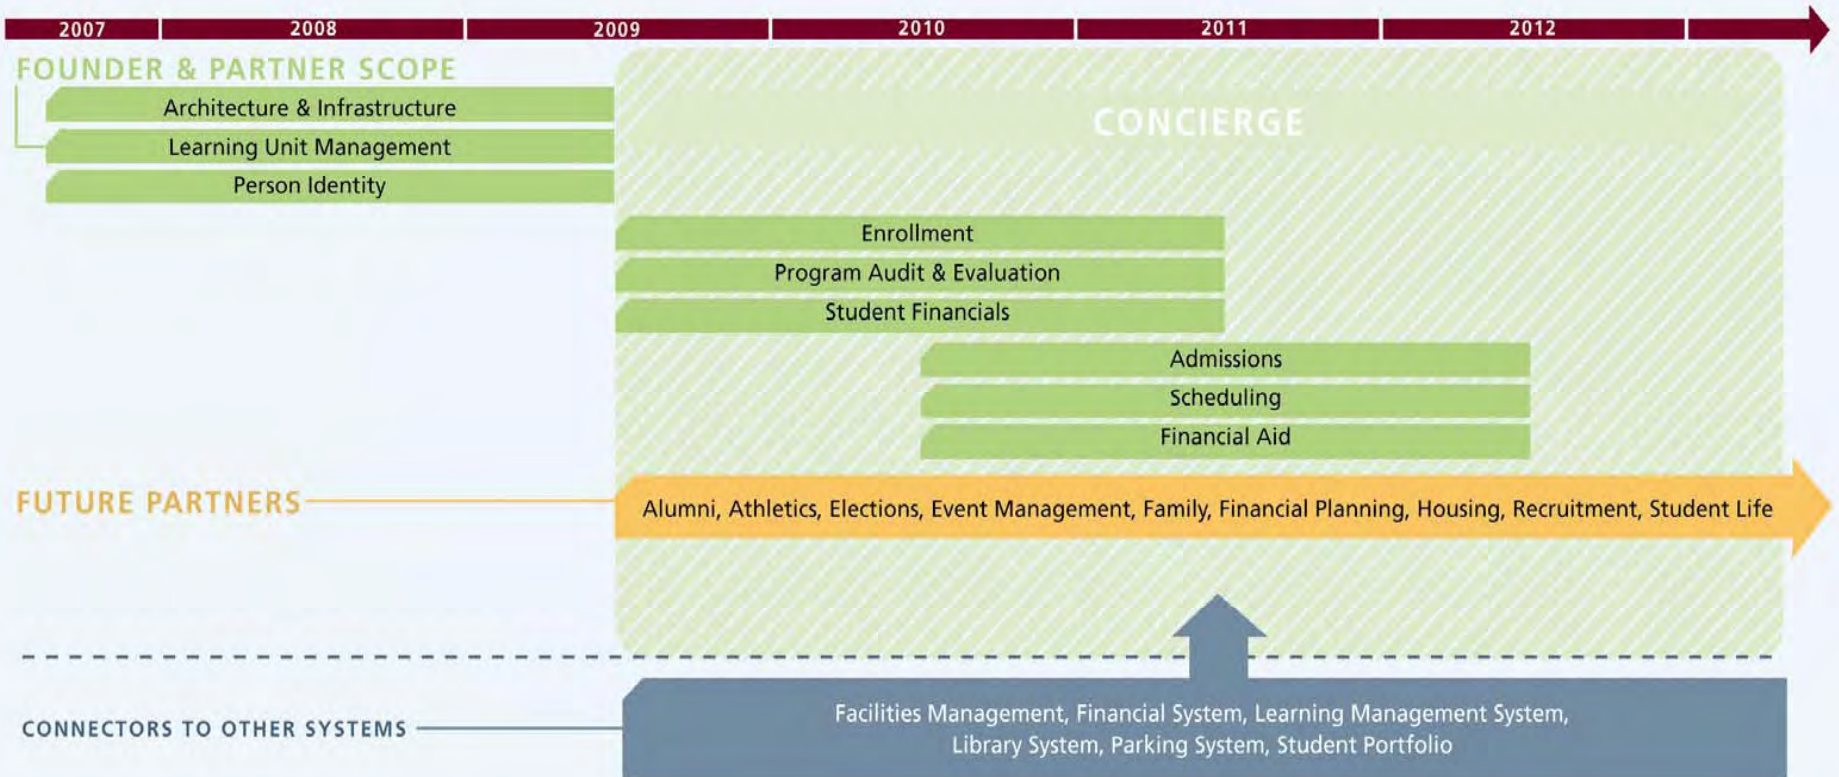 2007 2008 2009 2010 2011 2012
FOUNDER & PARTNER SCOPE
Architecture & Infrastructure
Learning Unit Management
Person Identity
CONCIERGE
Enrollment
Program Audit & Evaluation
Student Financials
Admissions
Scheduling
Financial Aid
FUTURE PARTNERS
Alumni, Athletics, Elections, Event Management, Family, Financial Planning, Housing, Recruitment, Student Life
CONNECTORS TO OTHER SYSTEMS
Facilities Management, Financial System, Learning Management System,
Library System, Parking System, Student Portfolio